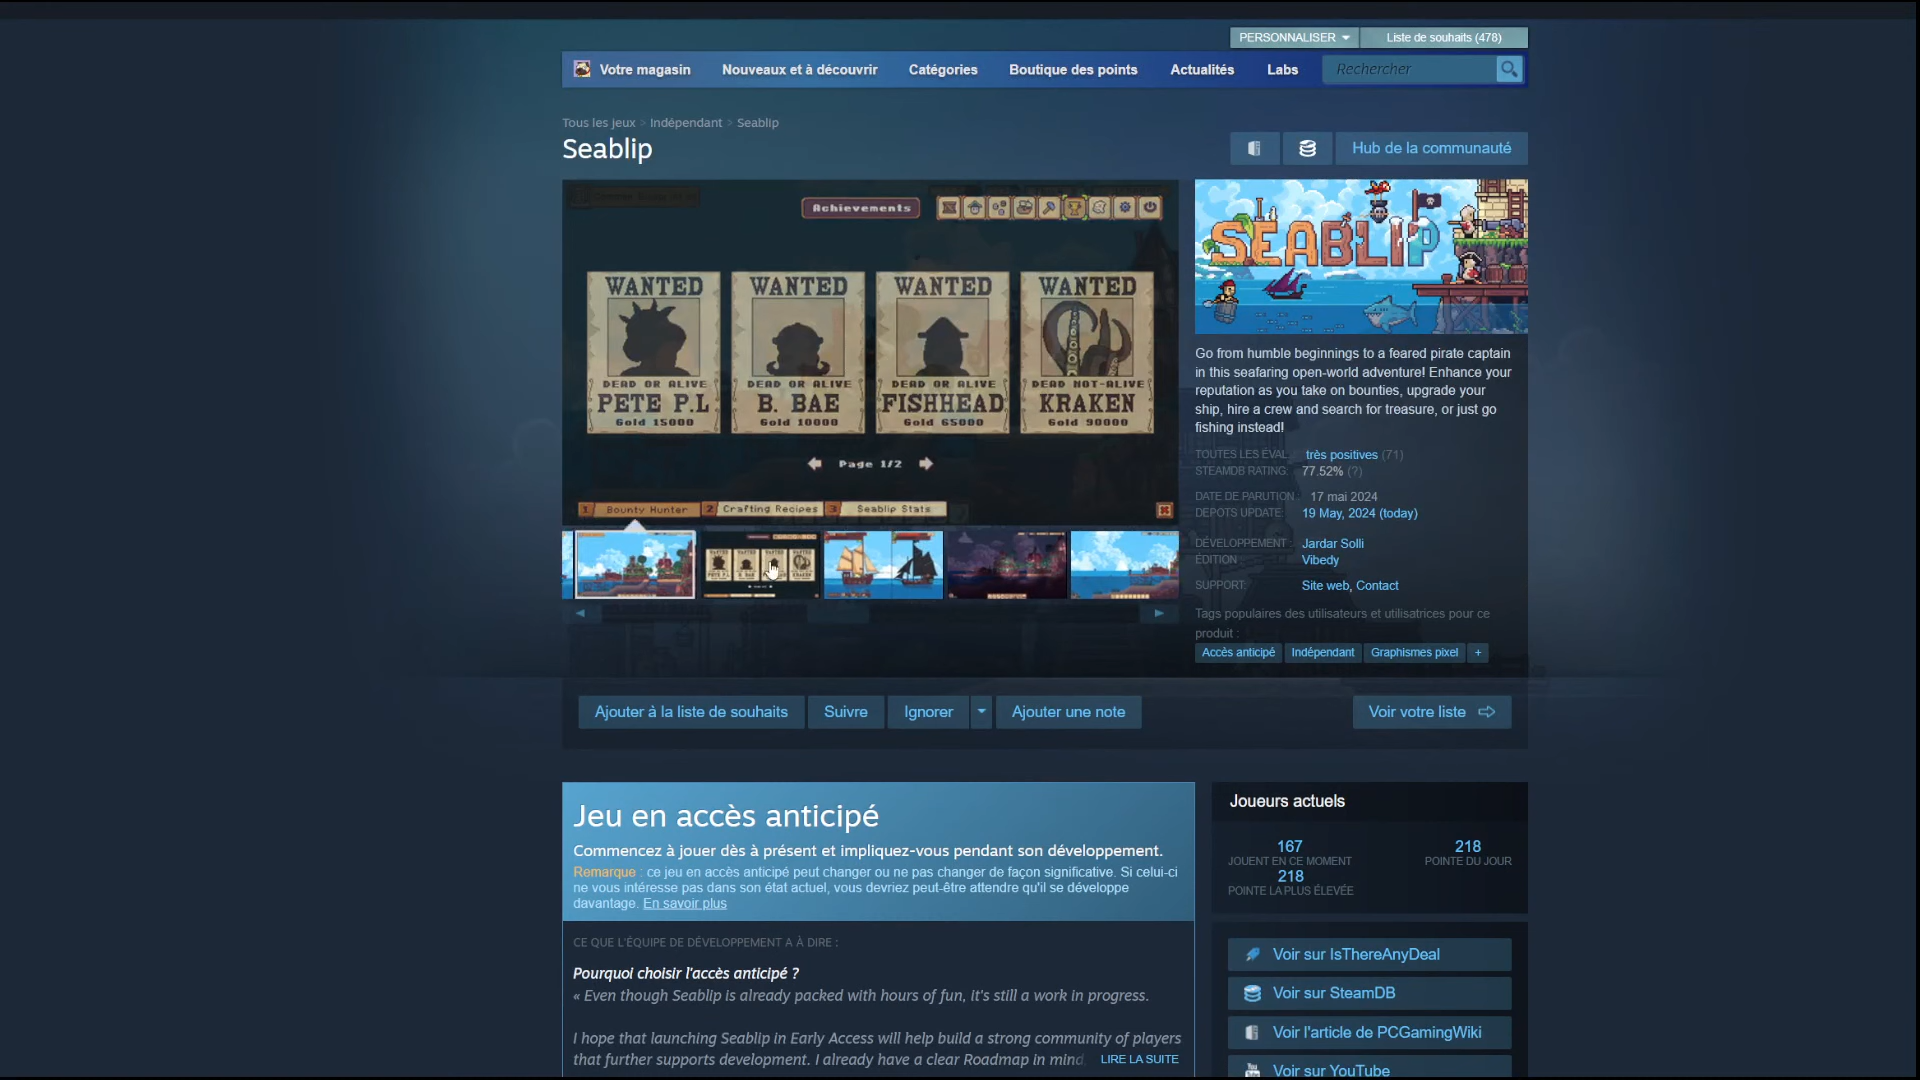 PERSONNALISER
Liste de souhaits (478)
Votre magasin
Nouveaux et à découvrir
Catégories
Boutique des points
Actualités
Labs
Rechercher
Tous les jeux > Indépendant > Seablip
Seablip
Hub de la communauté
Achievements
WANTED
DEAD OR ALIVE
PETE P.L
Gold 15000
WANTED
DEAD OR ALIVE
B. BAE
Gold 10000
WANTED
DEAD OR ALIVE
FISHHEAD
Gold 65000
WANTED
DEAD NOT-ALIVE
KRAKEN
Gold 90000
Page 1/2
1 Bounty Hunter
2 Crafting Recipes
3 Seablip Stats
SEABLIP
Go from humble beginnings to a feared pirate captain
in this seafaring open-world adventure! Enhance your
reputation as you take on bounties, upgrade your
ship, hire a crew and search for treasure, or just go
fishing instead!
TOUTES LES ÉVAL très positives (71)
STEAMDB RATING: 77.52% (?)
DATE DE PARUTION : 17 mai 2024
DEPOTS UPDATE: 19 May, 2024 (today)
DÉVELOPPEMENT : Jardar Solli
ÉDITION : Vibedy
SUPPORT: Site web, Contact
Tags populaires des utilisateurs et utilisatrices pour ce
produit :
Accès anticipé
Indépendant
Graphismes pixel
+
Ajouter à la liste de souhaits
Suivre
Ignorer
Ajouter une note
Voir votre liste
Jeu en accès anticipé
Commencez à jouer dès à présent et impliquez-vous pendant son développement.
Remarque : ce jeu en accès anticipé peut changer ou ne pas changer de façon significative. Si celui-ci
ne vous intéresse pas dans son état actuel, vous devriez peut-être attendre qu'il se développe
davantage. En savoir plus
CE QUE L'ÉQUIPE DE DÉVELOPPEMENT A À DIRE :
Pourquoi choisir l'accès anticipé ?
« Even though Seablip is already packed with hours of fun, it's still a work in progress.
I hope that launching Seablip in Early Access will help build a strong community of players
that further supports development. I already have a clear Roadmap in mind.
LIRE LA SUITE
Joueurs actuels
167
JOUENT EN CE MOMENT
218
POINTE DU JOUR
218
POINTE LA PLUS ÉLEVÉE
Voir sur IsThereAnyDeal
Voir sur SteamDB
Voir l'article de PCGamingWiki
Voir sur YouTube